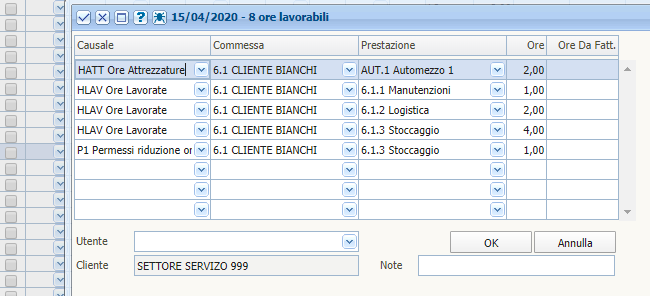 15/04/2020 - 8 ore lavorabili
Causale Commessa Prestazione Ore Ore Da Fatt.
HATT Ore Attrezzature 6.1 CLIENTE BIANCHI AUT.1 Automezzo 1 2,00
HLAV Ore Lavorate 6.1 CLIENTE BIANCHI 6.1.1 Manutenzioni 1,00
HLAV Ore Lavorate 6.1 CLIENTE BIANCHI 6.1.2 Logistica 2,00
HLAV Ore Lavorate 6.1 CLIENTE BIANCHI 6.1.3 Stoccaggio 4,00
P1 Permessi riduzione or 6.1 CLIENTE BIANCHI 6.1.3 Stoccaggio 1,00
Utente OK Annulla
Cliente SETTORE SERVIZO 999 Note